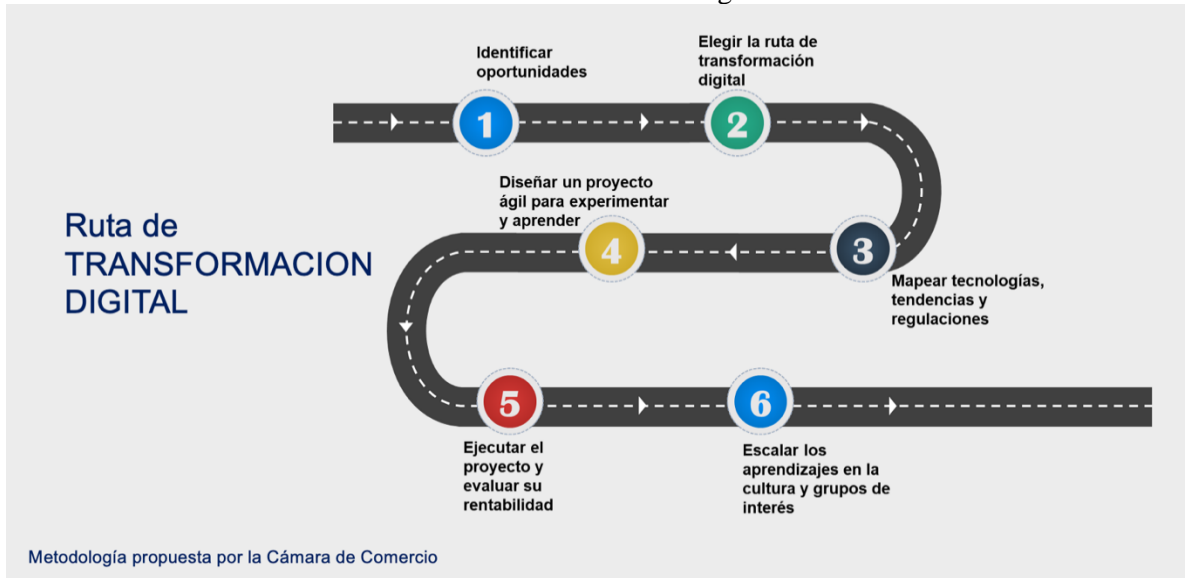 Identificar
oportunidades
1
Elegir la ruta de
transformación
digital
2
Ruta de
TRANSFORMACION
DIGITAL
Diseñar un proyecto
ágil para experimentar
y aprender
4
3
Mapear tecnologías,
tendencias y
regulaciones
5
Ejecutar el
proyecto y
evaluar su
rentabilidad
6
Escalar los
aprendizajes en la
cultura y grupos de
interés
Metodología propuesta por la Cámara de Comercio